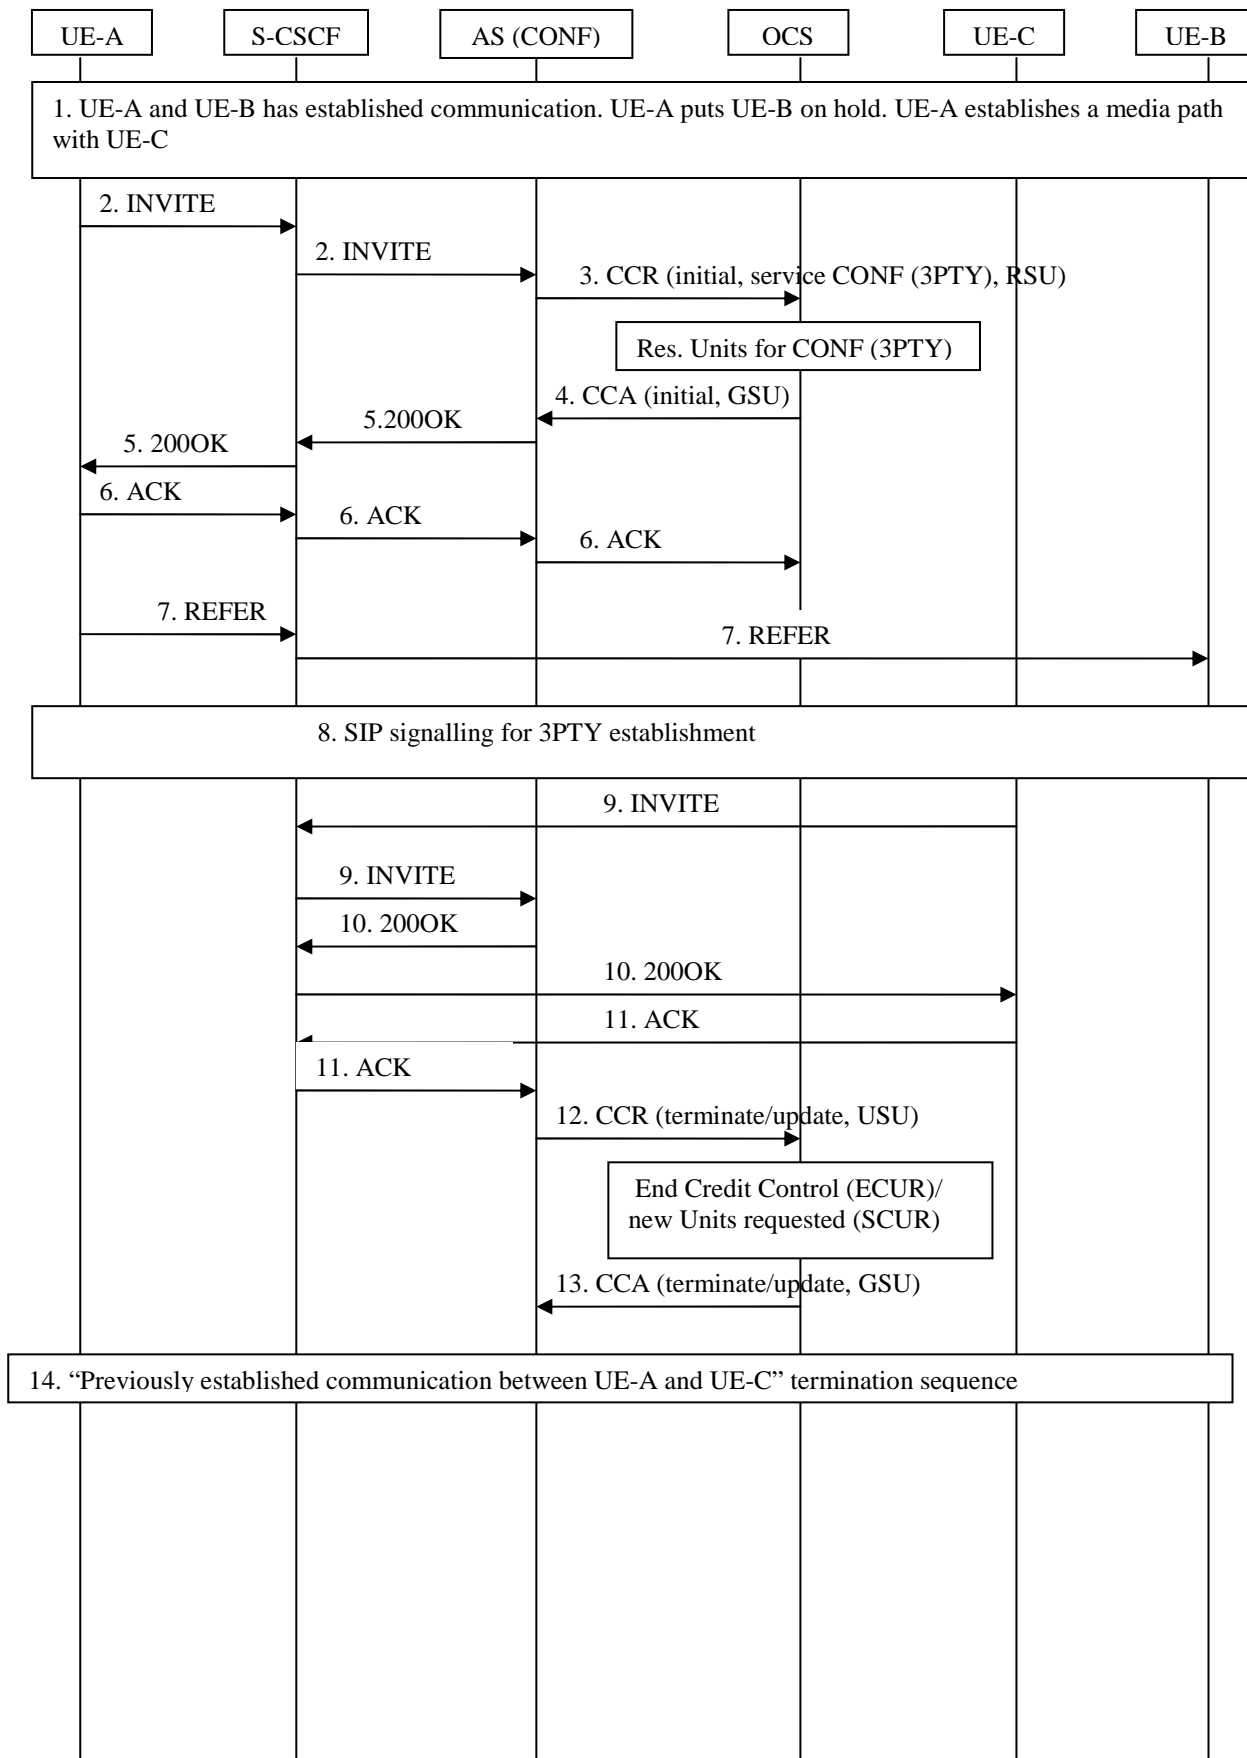 UE-A
S-CSCF
AS (CONF)
OCS
UE-C
UE-B
1. UE-A and UE-B has established communication. UE-A puts UE-B on hold. UE-A establishes a media path
with UE-C
2. INVITE
2. INVITE
3. CCR (initial, service CONF (3PTY), RSU)
Res. Units for CONF (3PTY)
4. CCA (initial, GSU)
5.200OK
5. 200OK
6. ACK
6. ACK
6. ACK
7. REFER
7. REFER
8. SIP signalling for 3PTY establishment
9. INVITE
9. INVITE
10. 200OK
10. 200OK
11. ACK
11. ACK
12. CCR (terminate/update, USU)
End Credit Control (ECUR)/
new Units requested (SCUR)
13. CCA (terminate/update, GSU)
14. “Previously established communication between UE-A and UE-C” termination sequence